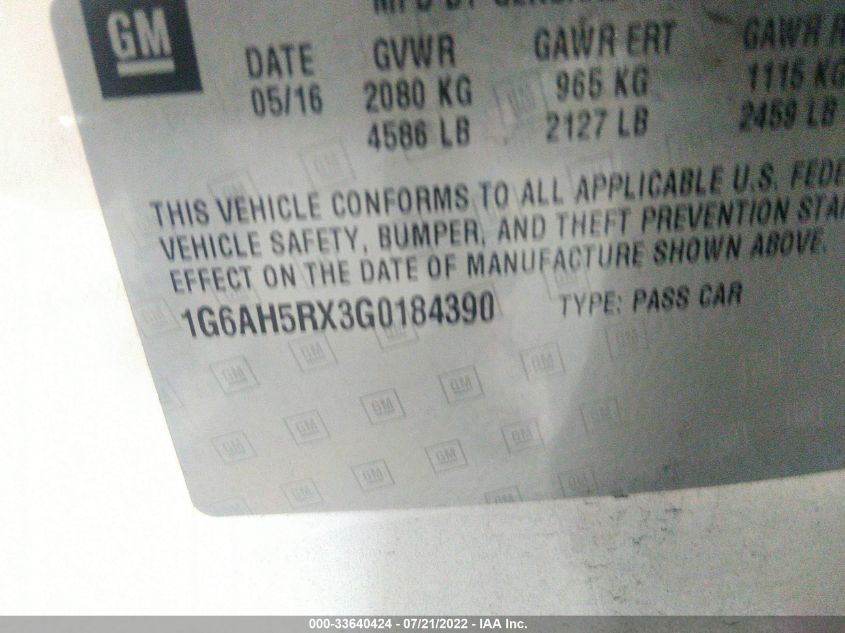 GM
DATE GVWR GAWR ERT GAWR
05/16 2080 KG 965 KG 1115 KG
4586 LB 2127 LB 2459 LB
THIS VEHICLE CONFORMS TO ALL APPLICABLE U.S. FEDE
VEHICLE SAFETY, BUMPER, AND THEFT PREVENTION STA
EFFECT ON THE DATE OF MANUFACTURE SHOWN ABOVE.
1G6AH5RX3G0184390 TYPE: PASS CAR
000-33640424 - 07/21/2022 - IAA Inc.